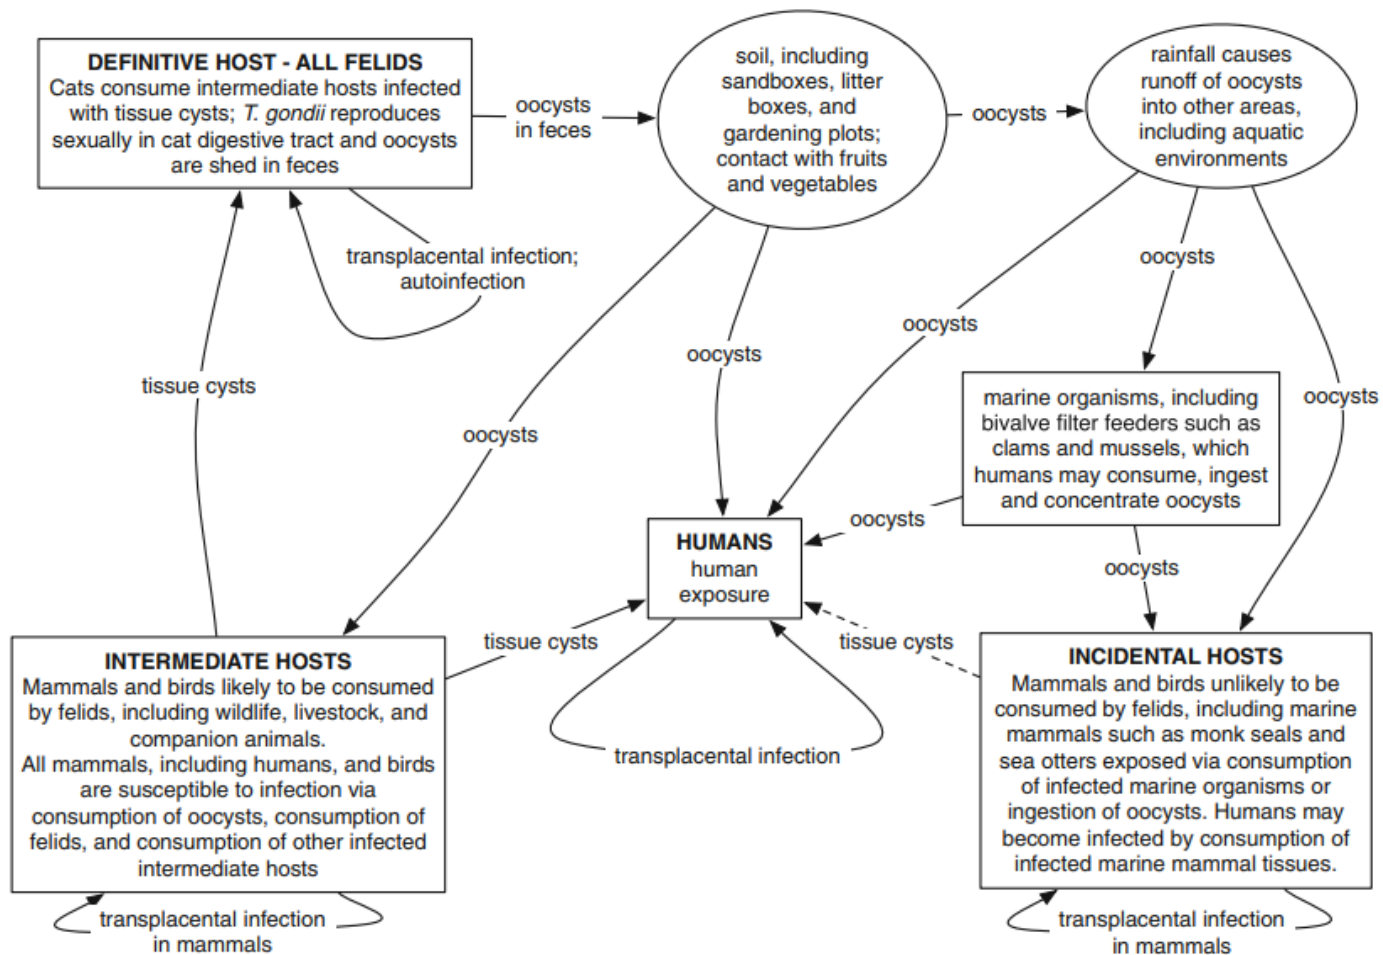 DEFINITIVE HOST - ALL FELIDS
Cats consume intermediate hosts infected
with tissue cysts; T. gondii reproduces
sexually in cat digestive tract and oocysts
are shed in feces
oocysts
in feces
soil, including
sandboxes, litter
boxes, and
gardening plots;
contact with fruits
and vegetables
oocysts
rainfall causes
runoff of oocysts
into other areas,
including aquatic
environments
transplacental infection;
autoinfection
tissue cysts
oocysts
oocysts
oocysts
oocysts
oocysts
marine organisms, including
bivalve filter feeders such as
clams and mussels, which
humans may consume, ingest
and concentrate oocysts
oocysts
oocysts
HUMANS
human
exposure
tissue cysts
tissue cysts
transplacental infection
INTERMEDIATE HOSTS
Mammals and birds likely to be consumed
by felids, including wildlife, livestock, and
companion animals.
All mammals, including humans, and birds
are susceptible to infection via
consumption of oocysts, consumption of
felids, and consumption of other infected
intermediate hosts
transplacental infection
in mammals
INCIDENTAL HOSTS
Mammals and birds unlikely to be
consumed by felids, including marine
mammals such as monk seals and
sea otters exposed via consumption
of infected marine organisms or
ingestion of oocysts. Humans may
become infected by consumption of
infected marine mammal tissues.
transplacental infection
in mammals